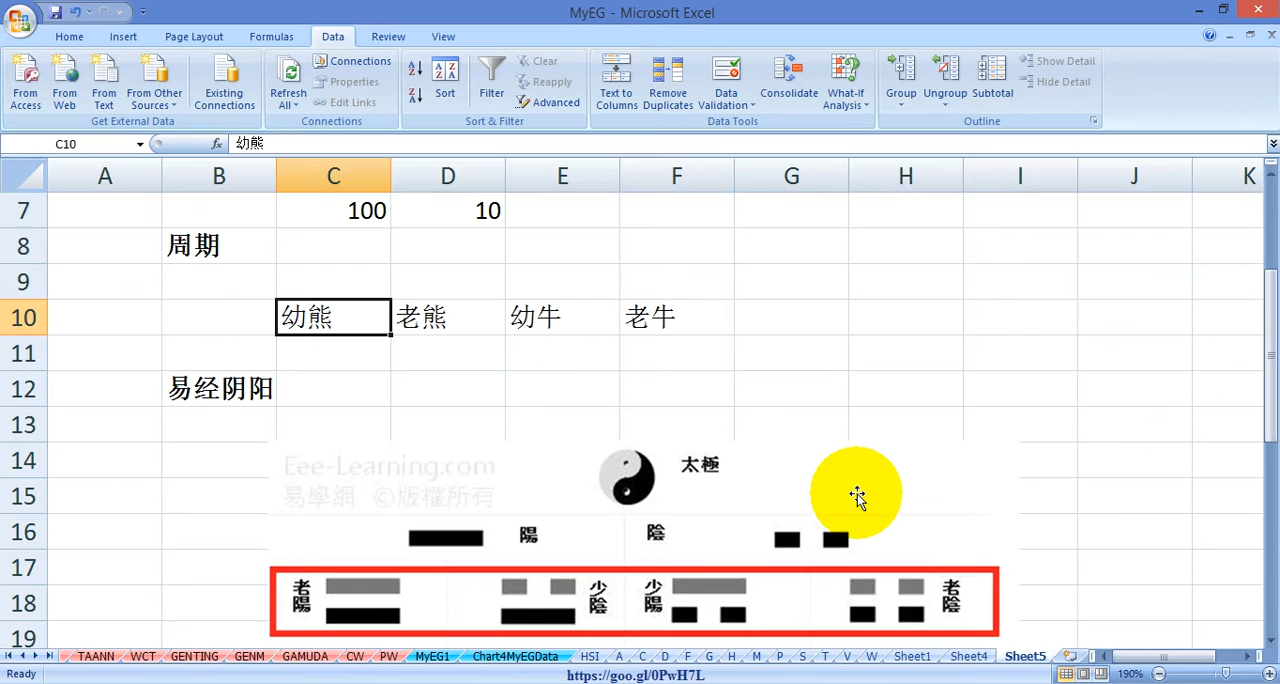 MyEG - Microsoft Excel
Home Insert Page Layout Formulas Data Review View
From Access
From Web
From Text
From Other Sources
Existing Connections
Get External Data
Refresh All
Connections
Properties
Edit Links
Connections
Sort
Filter
Clear
Reapply
Advanced
Sort & Filter
Text to Columns
Remove Duplicates
Data Validation
Consolidate
What-If Analysis
Data Tools
Group
Ungroup
Subtotal
Show Detail
Hide Detail
Outline
C10 fx 幼熊
A B C D E F G H I J K
7 100 10
8 周期
9
10 幼熊 老熊 幼牛 老牛
11
12 易经阴阳
13
14 Eee-Learning.com 太極
15 易學網 ©版權所有
16 陽 陰
17
18 老陽 少陰 少陽 老陰
19
TAANN WCT GENTING GENM GAMUDA CW PW MyEG1 Chart4MyEGData HSI A C D F G H M P S T V W Sheet1 Sheet4 Sheet5
Ready https://goo.gl/0PwH7L 190%